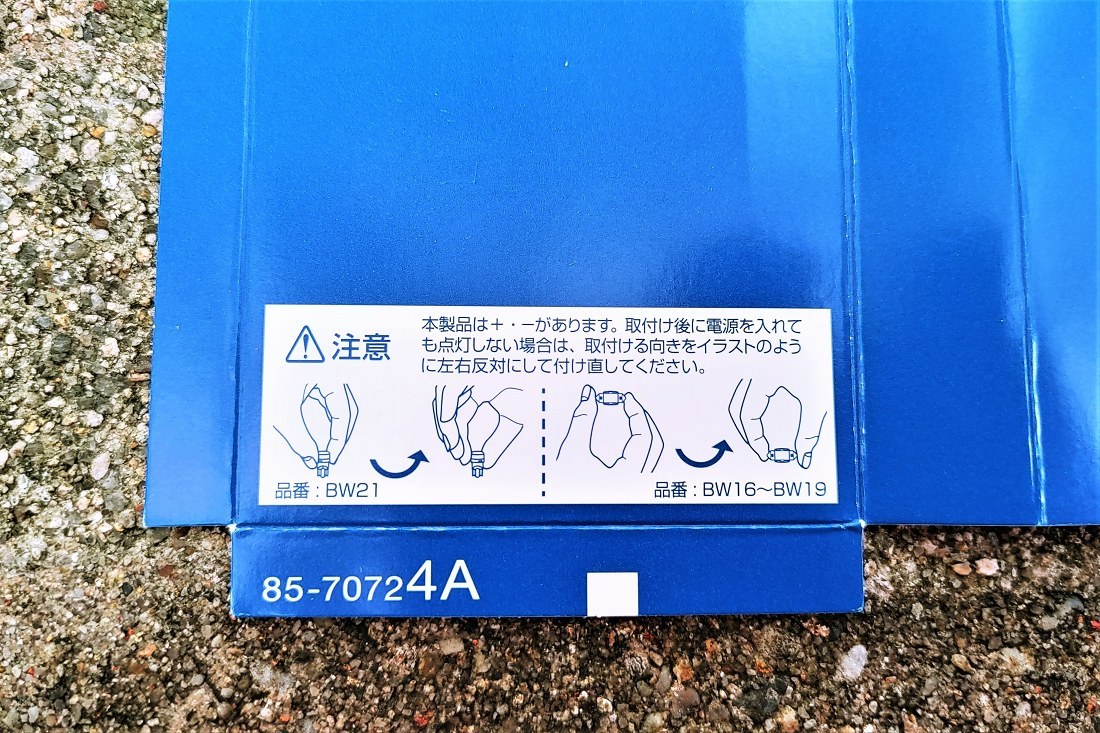 注意
本製品は＋・−があります。取付け後に電源を入れて
も点灯しない場合は、取付ける向きをイラストのよう
に左右反対にして付け直してください。
品番：BW21
品番：BW16〜BW19
85-70724A